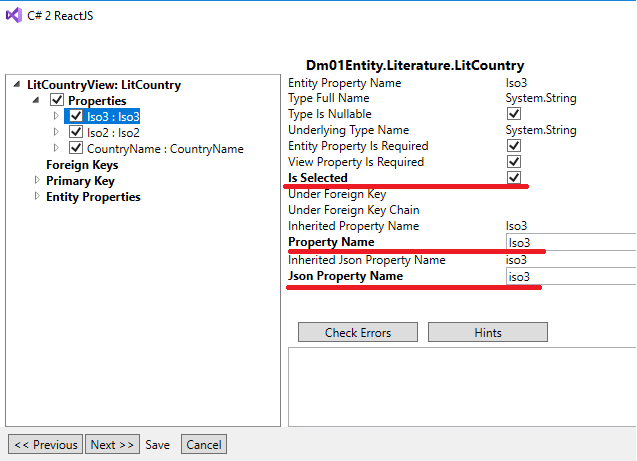 C# 2 ReactJS
Dm01Entity.Literature.LitCountry
LitCountryView: LitCountry
Properties
Iso3 : Iso3
Iso2 : Iso2
CountryName : CountryName
Foreign Keys
Primary Key
Entity Properties
Entity Property Name Iso3
Type Full Name System.String
Type Is Nullable
Underlying Type Name System.String
Entity Property Is Required
View Property Is Required
Is Selected
Under Foreign Key
Under Foreign Key Chain
Inherited Property Name Iso3
Property Name Iso3
Inherited Json Property Name iso3
Json Property Name iso3
Check Errors Hints
<< Previous Next >> Save Cancel